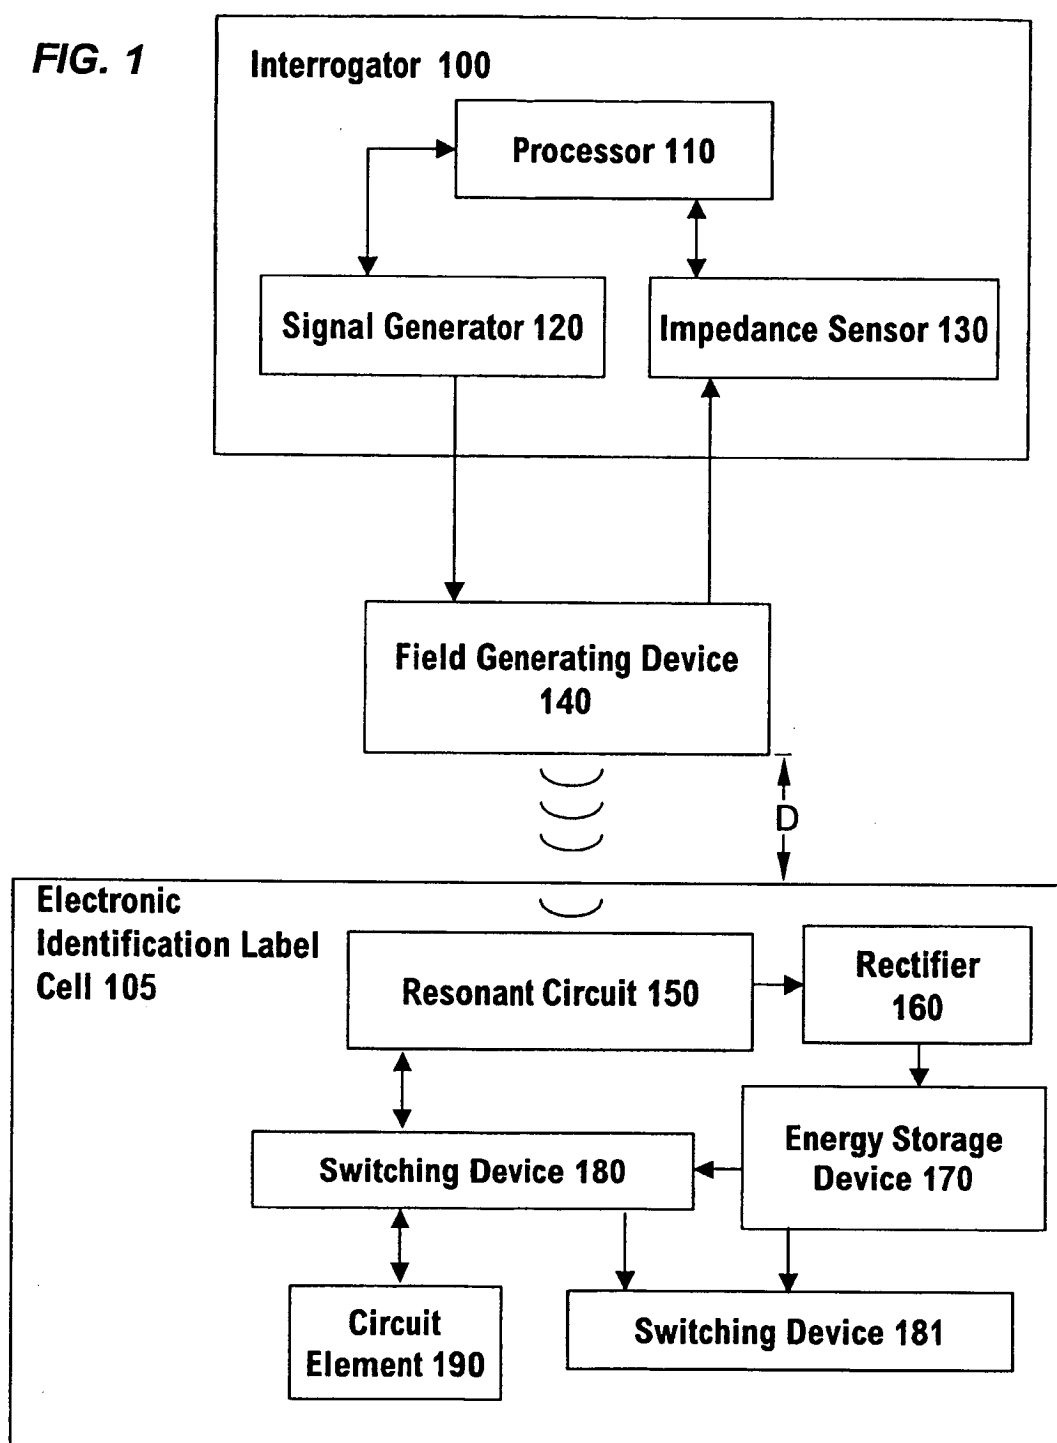 FIG. 1
Interrogator 100
Processor 110
Signal Generator 120
Impedance Sensor 130
Field Generating Device
140
D
Electronic
Identification Label
Cell 105
Resonant Circuit 150
Rectifier
160
Energy Storage
Device 170
Switching Device 180
Circuit
Element 190
Switching Device 181